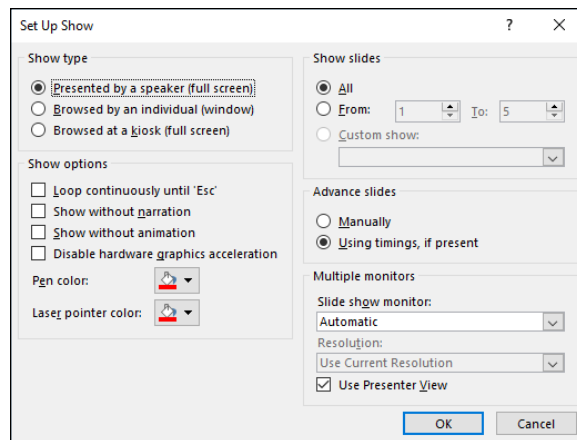 Set Up Show
Show type
Presented by a speaker (full screen)
Browsed by an individual (window)
Browsed at a kiosk (full screen)
Show options
Loop continuously until 'Esc'
Show without narration
Show without animation
Disable hardware graphics acceleration
Pen color:
Laser pointer color:
Show slides
All
From: 1 To: 5
Custom show:
Advance slides
Manually
Using timings, if present
Multiple monitors
Slide show monitor:
Automatic
Resolution:
Use Current Resolution
Use Presenter View
OK Cancel